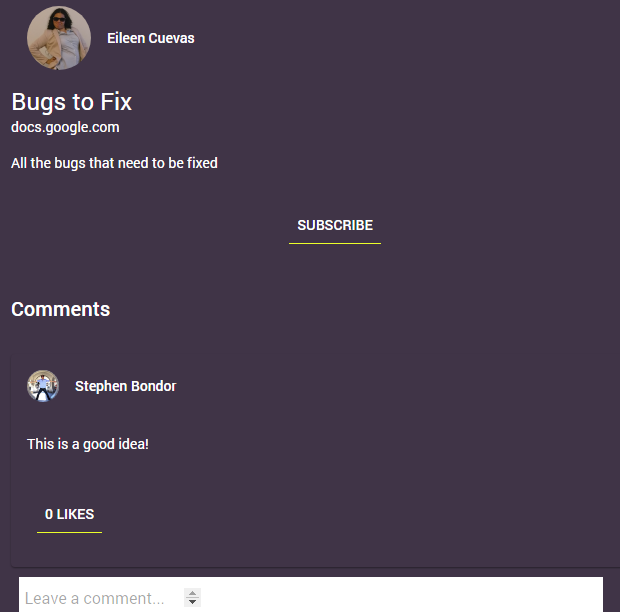 Eileen Cuevas
Bugs to Fix
docs.google.com
All the bugs that need to be fixed
SUBSCRIBE
Comments
Stephen Bondor
This is a good idea!
0 LIKES
Leave a comment...